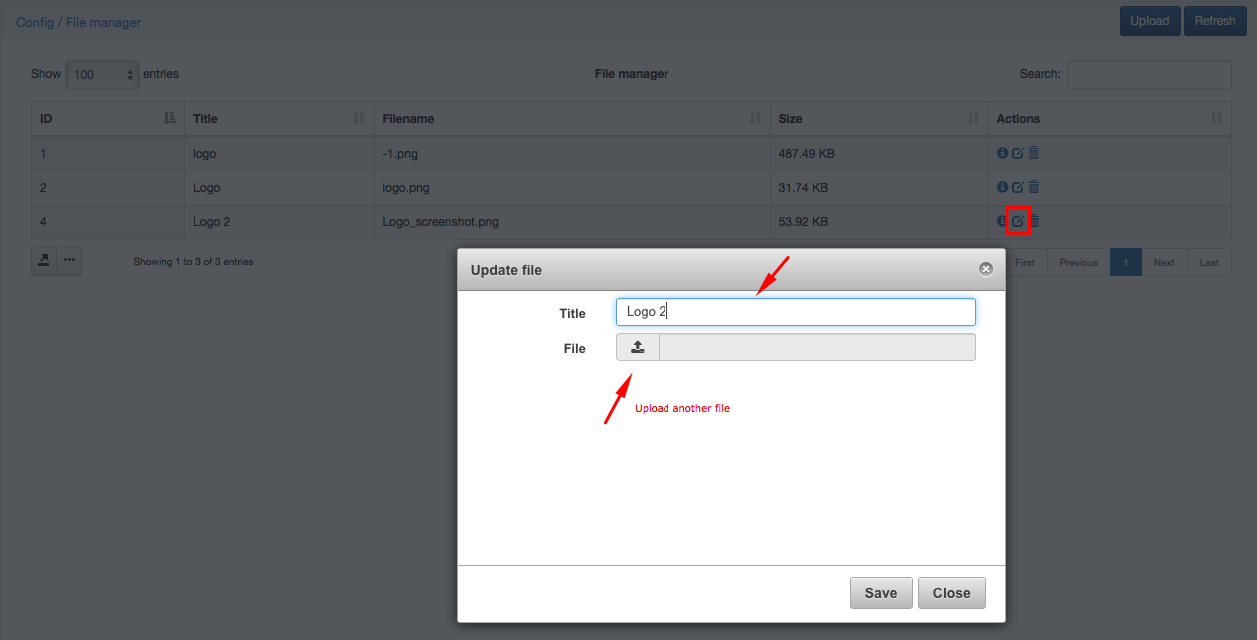 Config / File manager
Upload
Refresh
Show 100 entries
File manager
Search:
ID Title Filename Size Actions
1 logo -1.png 487.49 KB
2 Logo logo.png 31.74 KB
4 Logo 2 Logo_screenshot.png 53.92 KB
Showing 1 to 3 of 3 entries
First Previous 1 Next Last
Update file
Title Logo 2
File
Upload another file
Save Close